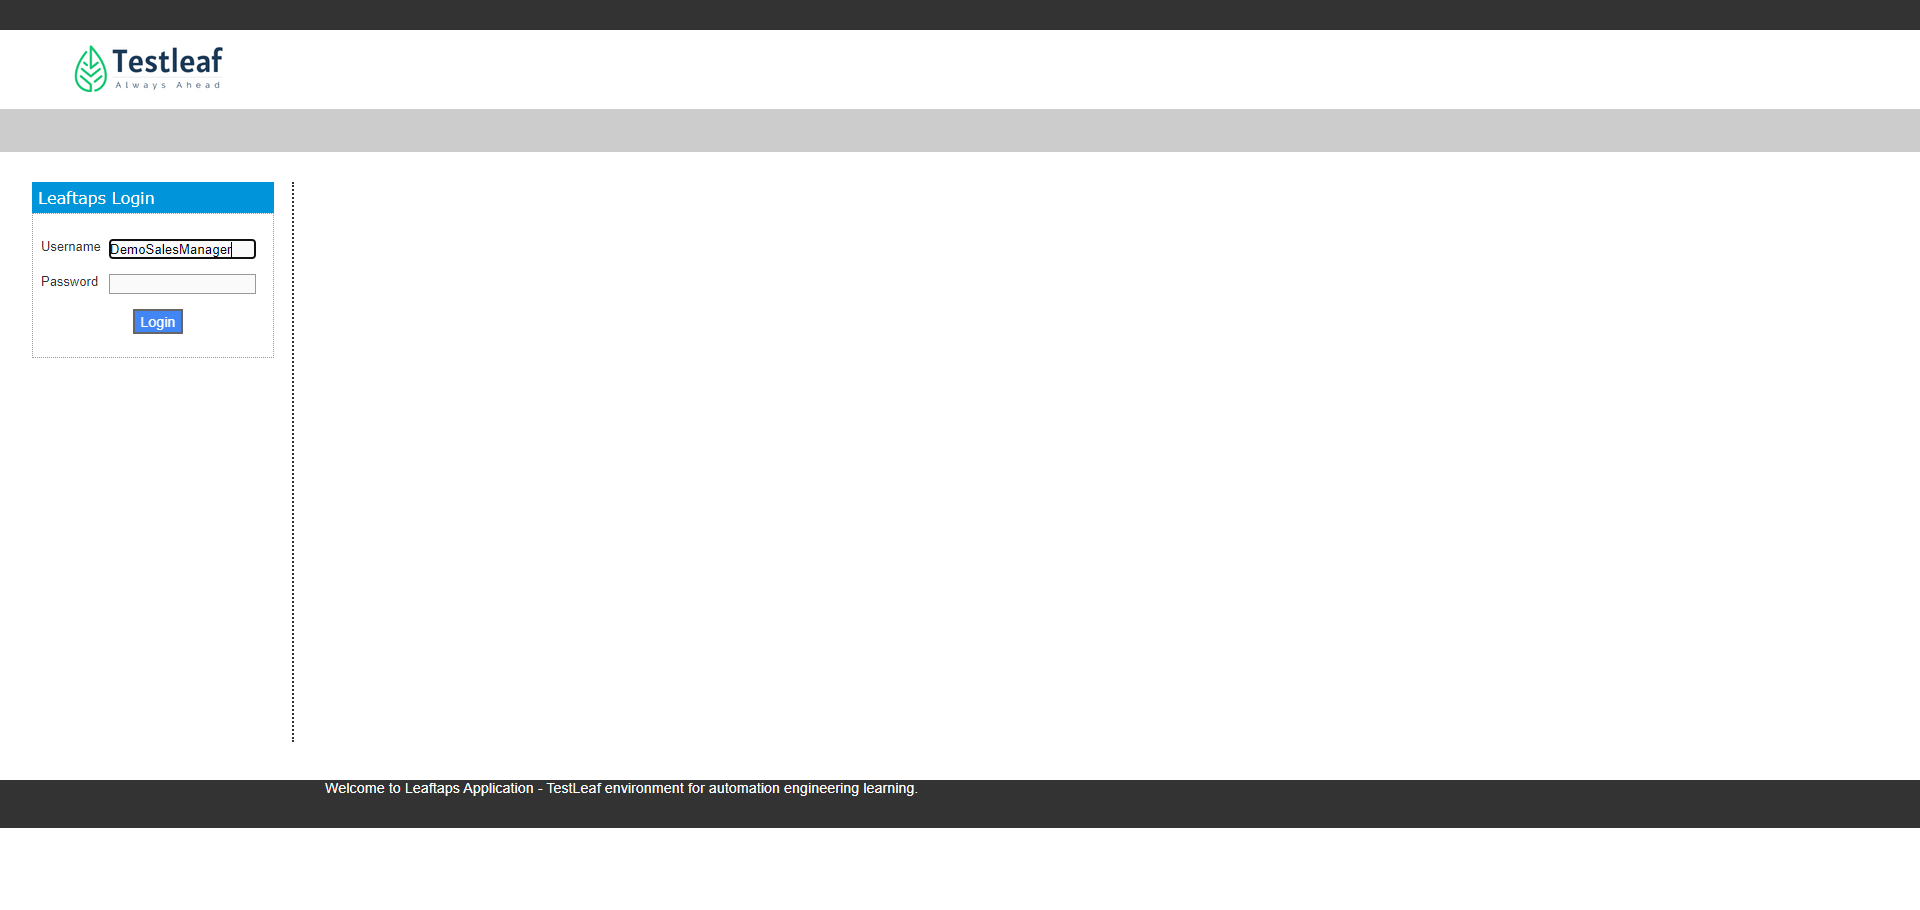 Testleaf
Always Ahead
Leaftaps Login
Username DemoSalesManager
Password
Login
Welcome to Leaftaps Application - TestLeaf environment for automation engineering learning.